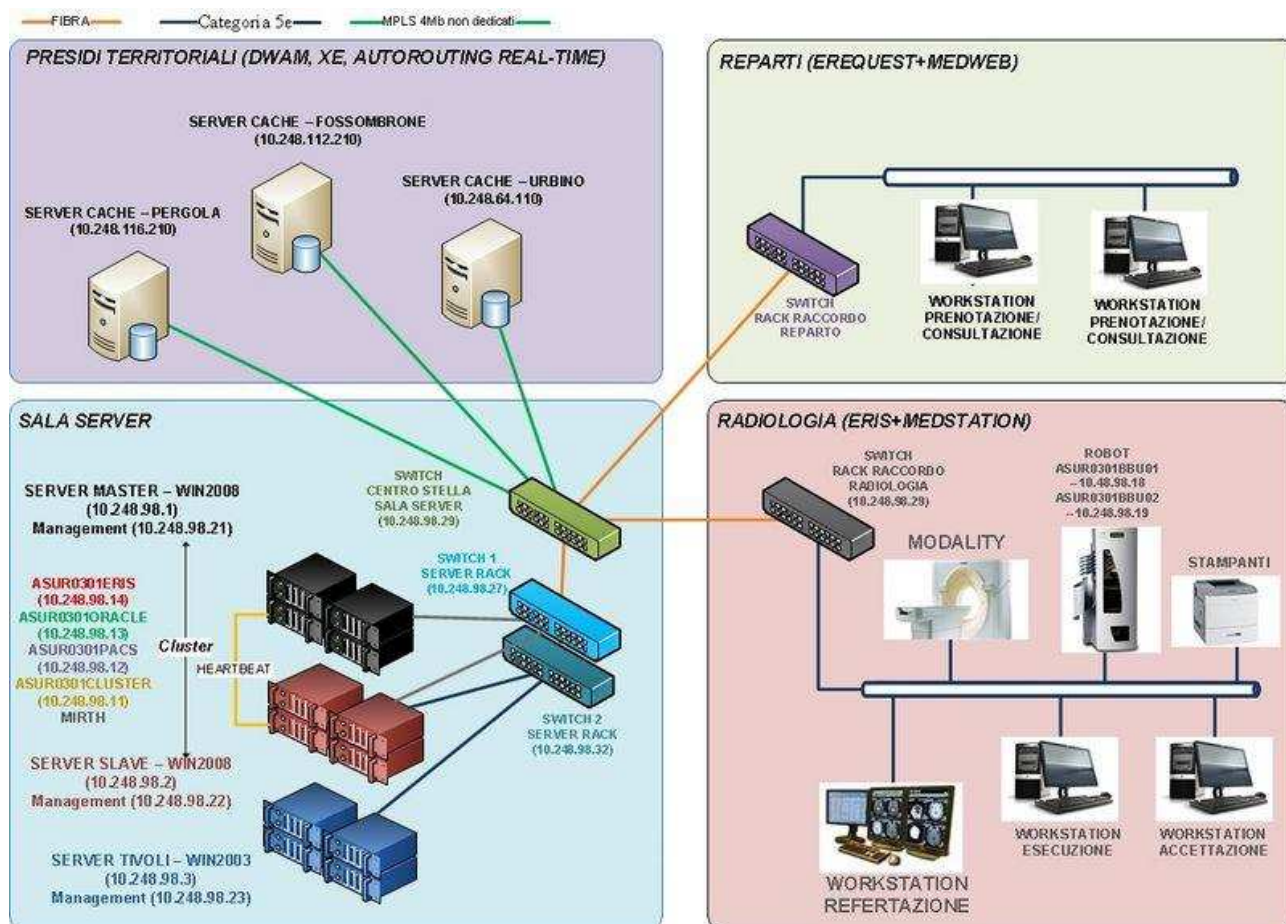 FIBRA
Categoria 5e
MPLS 4Mb non dedicati
PRESIDI TERRITORIALI (DWAM, XE, AUTOROUTING REAL-TIME)
SERVER CACHE – FOSSOMBRONE
(10.248.112.210)
SERVER CACHE – URBINO
(10.248.64.110)
SERVER CACHE – PERGOLA
(10.248.116.210)
REPARTI (EREQUEST+MEDWEB)
SWITCH
RACK RACCORDO
REPARTO
WORKSTATION
PRENOTAZIONE/
CONSULTAZIONE
WORKSTATION
PRENOTAZIONE/
CONSULTAZIONE
SALA SERVER
SERVER MASTER – WIN2008
(10.248.98.1)
Management (10.248.98.21)
SWITCH
CENTRO STELLA
SALA SERVER
(10.248.98.29)
SWITCH 1
SERVER RACK
(10.248.98.27)
ASUR0301ERIS
(10.248.98.14)
ASUR0301ORACLE
(10.248.98.13)
ASUR0301PACS
(10.248.98.12)
ASUR0301CLUSTER
(10.248.98.11)
MIRTH
Cluster
HEARTBEAT
SWITCH 2
SERVER RACK
(10.248.98.32)
SERVER SLAVE – WIN2008
(10.248.98.2)
Management (10.248.98.22)
SERVER TIVOLI – WIN2003
(10.248.98.3)
Management (10.248.98.23)
RADIOLOGIA (ERIS+MEDSTATION)
SWITCH
RACK RACCORDO
RADIOLOGIA
(10.248.98.29)
ROBOT
ASUR0301BBU01
–10.48.98.18
ASUR0301BBU02
–10.248.98.19
MODALITY
STAMPANTI
WORKSTATION
REFERTAZIONE
WORKSTATION
ESECUZIONE
WORKSTATION
ACCETTAZIONE